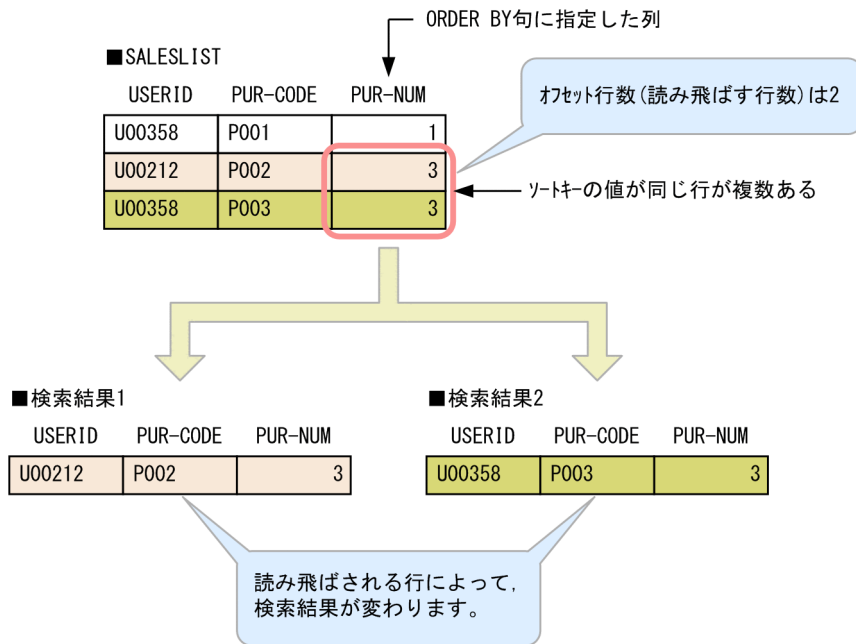 ORDER BY句に指定した列
■SALESLIST
USERID PUR-CODE PUR-NUM
U00358 P001 1
U00212 P002 3
U00358 P003 3
ｵﾌｾｯﾄ行数(読み飛ばす行数)は2
ｿｰﾄｷｰの値が同じ行が複数ある
■検索結果1
USERID PUR-CODE PUR-NUM
U00212 P002 3
■検索結果2
USERID PUR-CODE PUR-NUM
U00358 P003 3
読み飛ばされる行によって,
検索結果が変わります。